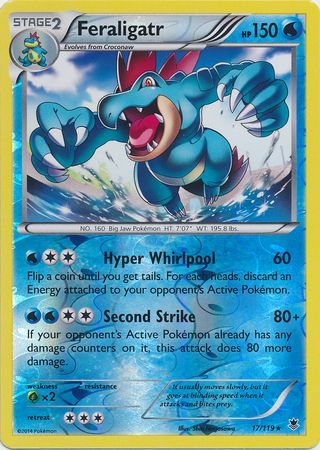 STAGE2 Feraligatr HP150
Evolves from Croconaw
NO. 160 Big Jaw Pokémon HT: 7'07" WT: 195.8 lbs.
Hyper Whirlpool 60
Flip a coin until you get tails. For each heads, discard an
Energy attached to your opponent's Active Pokémon.
Second Strike 80+
If your opponent's Active Pokémon already has any
damage counters on it, this attack does 80 more
damage.
weakness resistance
×2
retreat
It usually moves slowly, but it
goes at blinding speed when it
attacks and bites prey.
©2014 Pokémon
Illus. 17/119